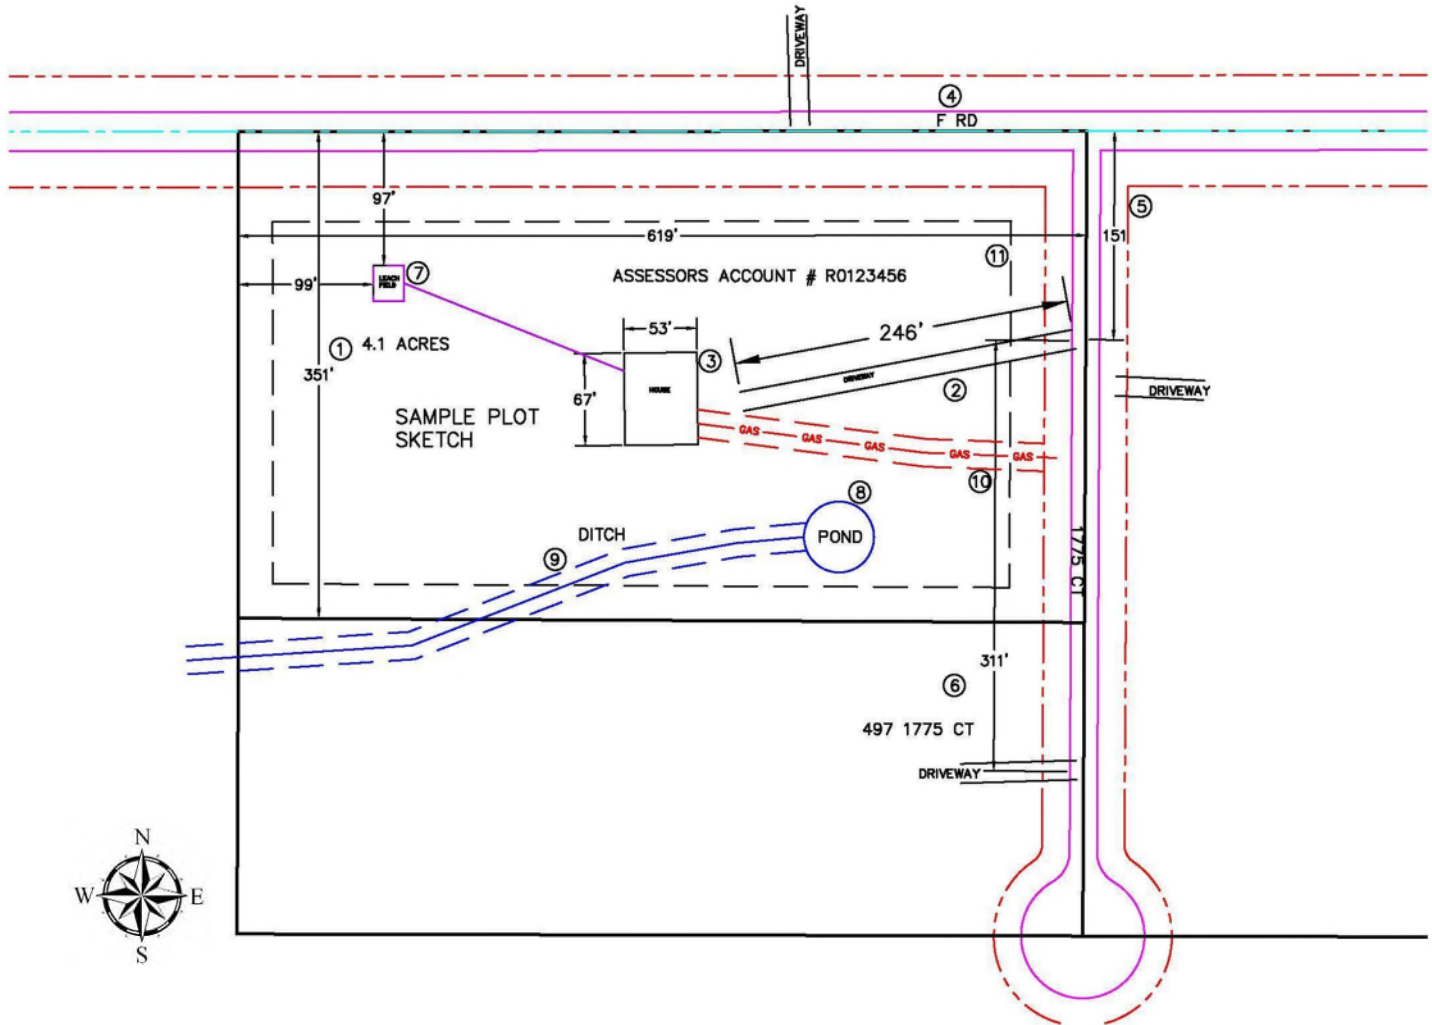 DRIVEWAY
4
F RD
97'
5
619'
151
11
7
LEACH
FIELD
ASSESSORS ACCOUNT # R0123456
99'
53'
246'
1 4.1 ACRES
3
351'
DRIVEWAY
2
HOUSE
DRIVEWAY
67'
SAMPLE PLOT
SKETCH
GAS GAS GAS GAS GAS
10
8
DITCH
POND
9
1775 CT
311'
6
497 1775 CT
DRIVEWAY
N
W E
S